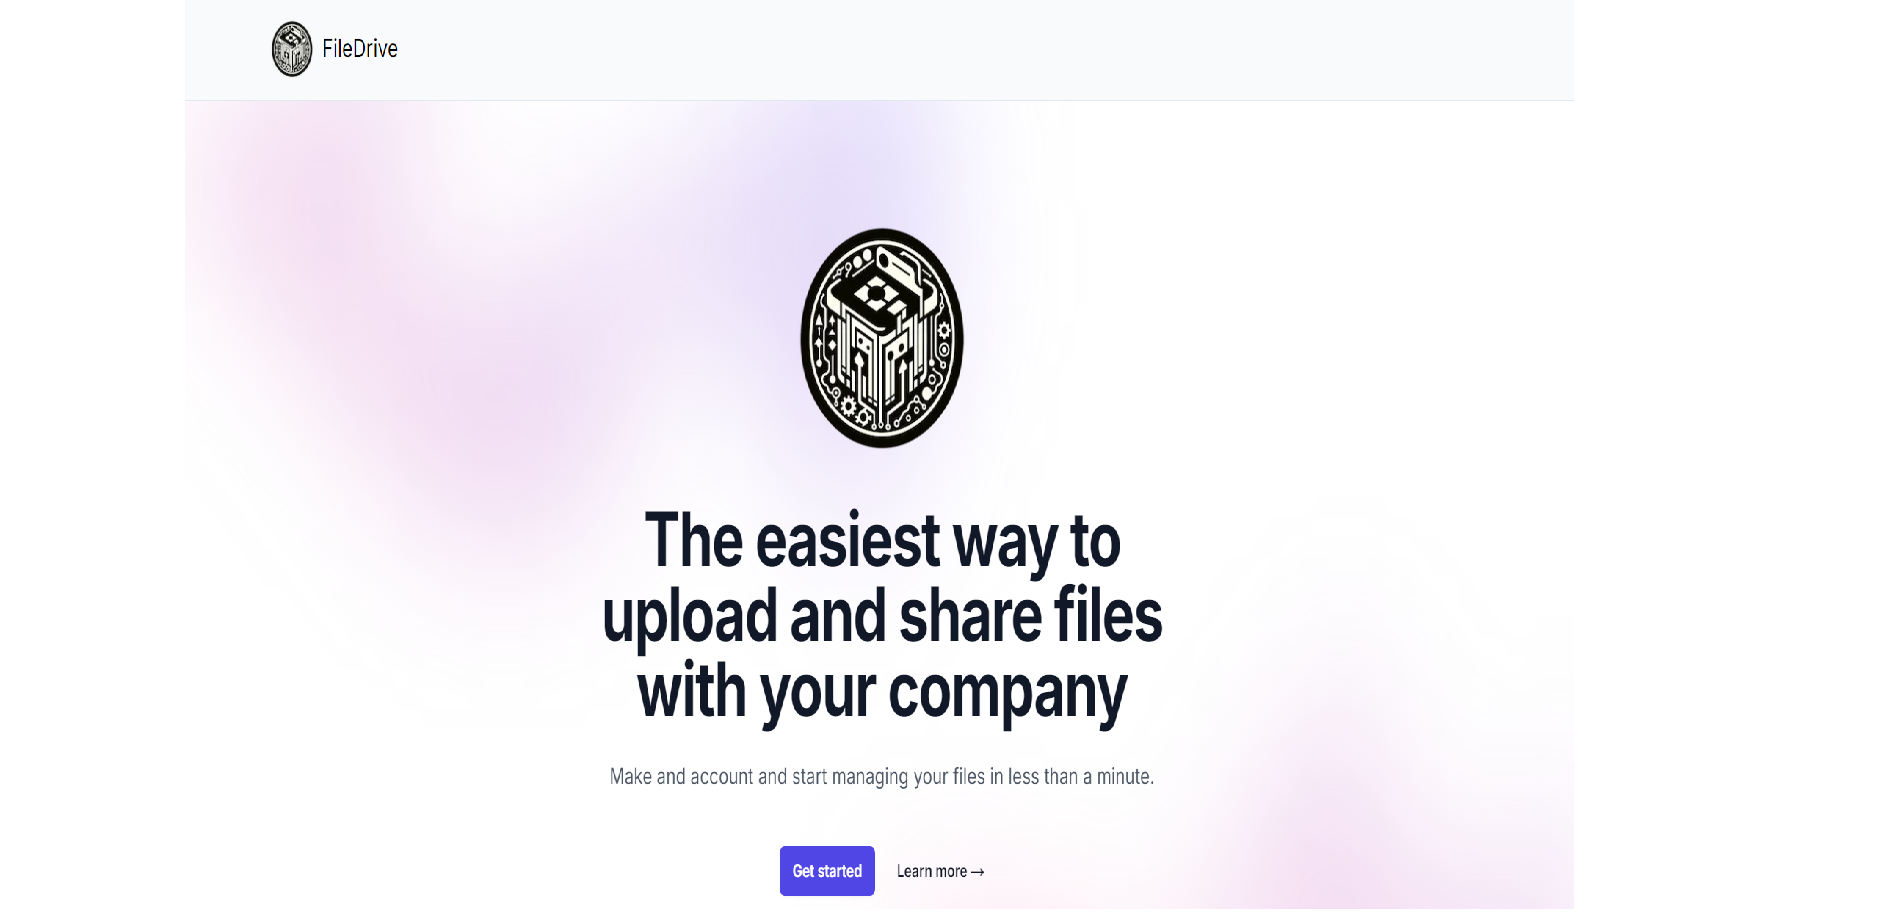 FileDrive
The easiest way to
upload and share files
with your company
Make and account and start managing your files in less than a minute.
Get started
Learn more →